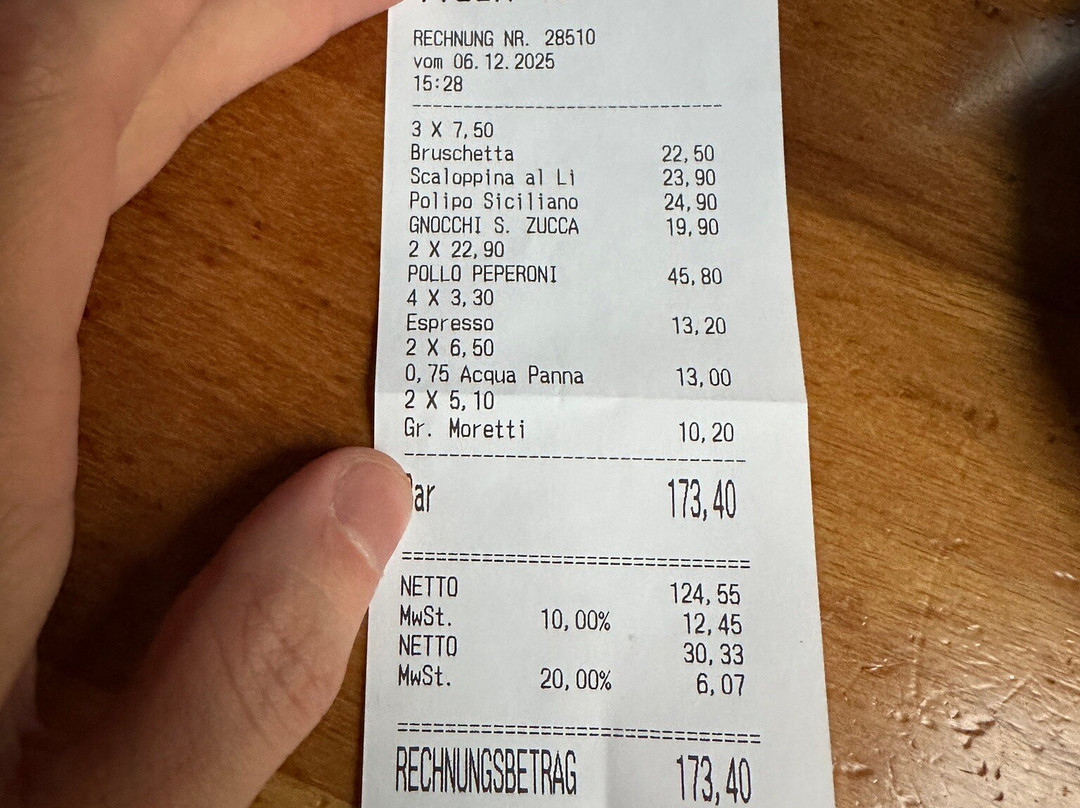 RECHNUNG NR. 28510
vom 06.12.2025
15:28
3 X 7,50
Bruschetta 22,50
Scaloppina al Li 23,90
Polipo Siciliano 24,90
GNOCCHI S. ZUCCA 19,90
2 X 22,90
POLLO PEPERONI 45,80
4 X 3,30
Espresso 13,20
2 X 6,50
0,75 Acqua Panna 13,00
2 X 5,10
Gr. Moretti 10,20
Bar 173,40
NETTO 124,55
MwSt. 10,00% 12,45
NETTO 30,33
MwSt. 20,00% 6,07
RECHNUNGSBETRAG 173,40